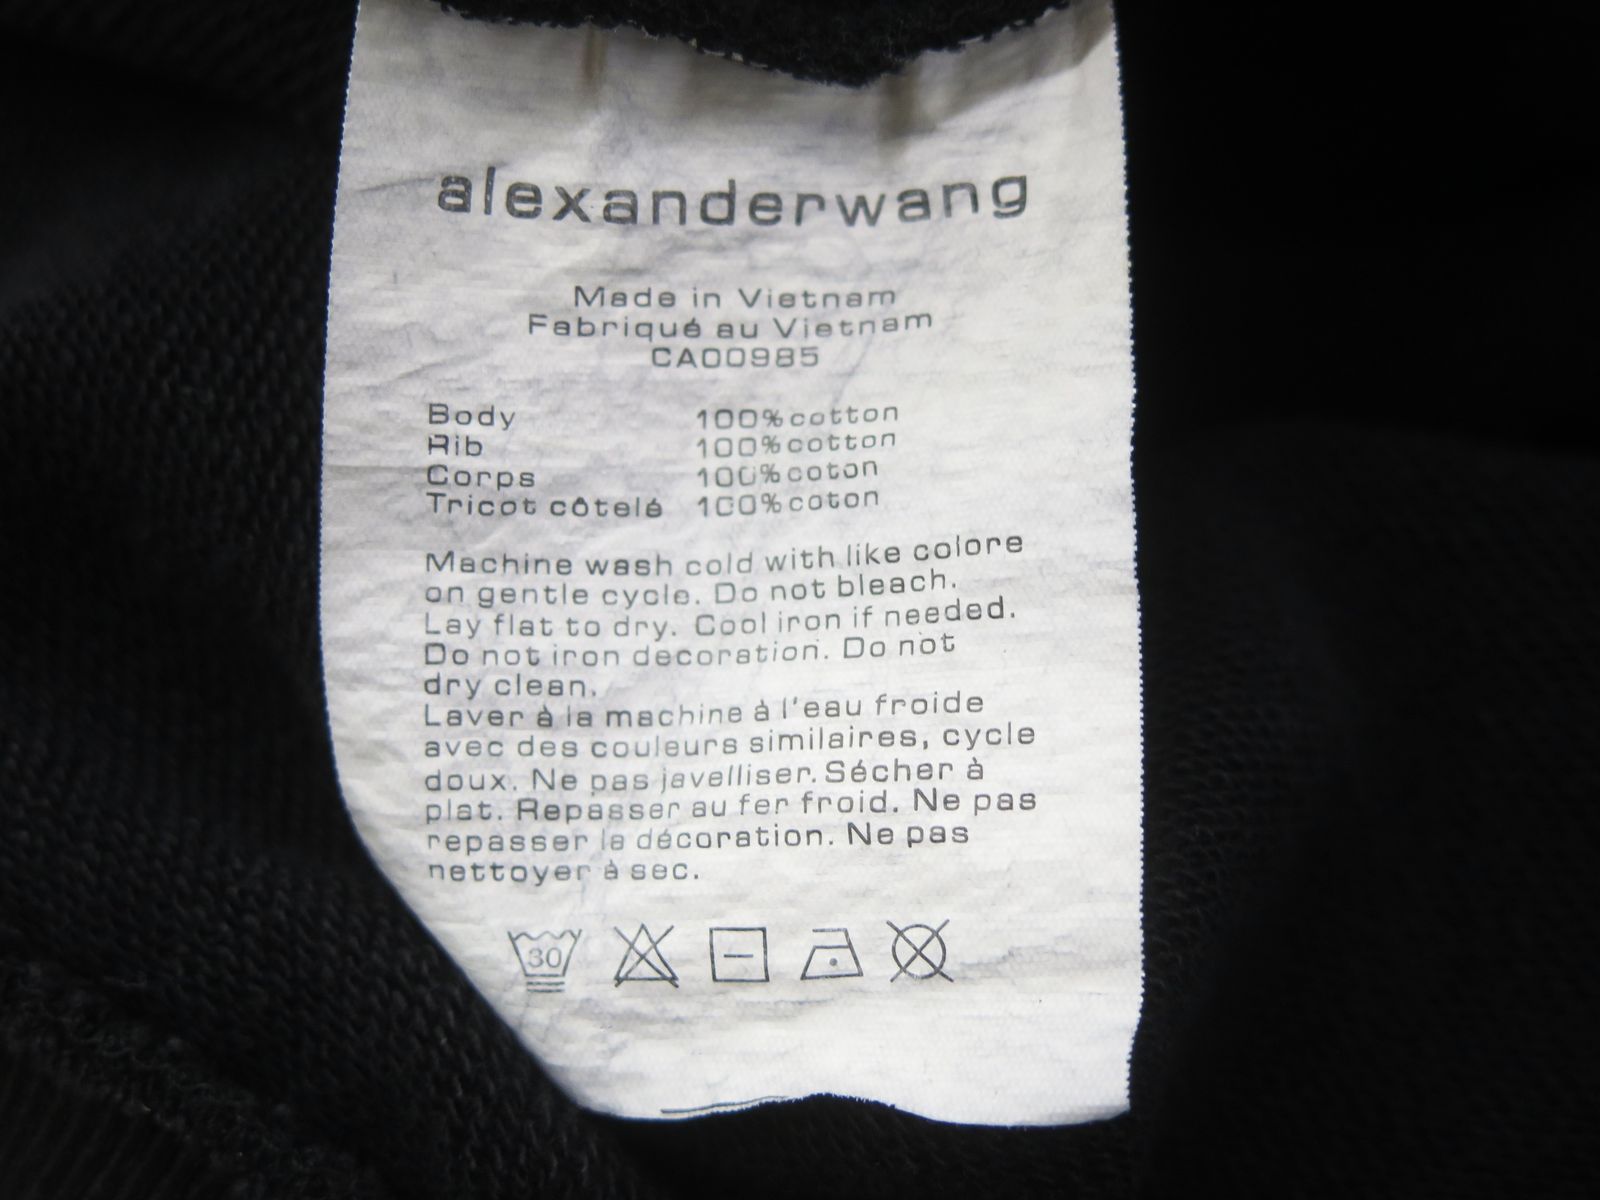 alexanderwang
Made in Vietnam
Fabriqué au Vietnam
CA00985
Body 100% cotton
Rib 100% cotton
Corps 100% coton
Tricot côtelé 100% coton
Machine wash cold with like colore
on gentle cycle. Do not bleach.
Lay flat to dry. Cool iron if needed.
Do not iron decoration. Do not
dry clean.
Laver à la machine à l'eau froide
avec des couleurs similaires, cycle
doux. Ne pas javelliser. Sécher à
plat. Repasser au fer froid. Ne pas
repasser la décoration. Ne pas
nettoyer à sec.
30